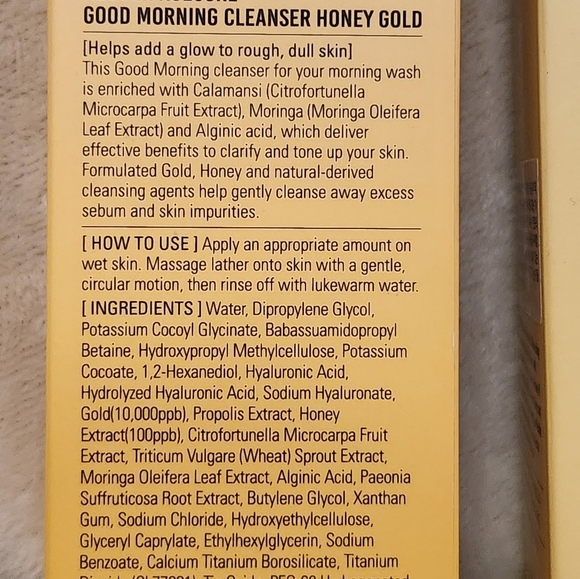 GOOD MORNING CLEANSER HONEY GOLD
[Helps add a glow to rough, dull skin]
This Good Morning cleanser for your morning wash
is enriched with Calamansi (Citrofortunella
Microcarpa Fruit Extract), Moringa (Moringa Oleifera
Leaf Extract) and Alginic acid, which deliver
effective benefits to clarify and tone up your skin.
Formulated Gold, Honey and natural-derived
cleansing agents help gently cleanse away excess
sebum and skin impurities.
[ HOW TO USE ] Apply an appropriate amount on
wet skin. Massage lather onto skin with a gentle,
circular motion, then rinse off with lukewarm water.
[ INGREDIENTS ] Water, Dipropylene Glycol,
Potassium Cocoyl Glycinate, Babassuamidopropyl
Betaine, Hydroxypropyl Methylcellulose, Potassium
Cocoate, 1,2-Hexanediol, Hyaluronic Acid,
Hydrolyzed Hyaluronic Acid, Sodium Hyaluronate,
Gold(10,000ppb), Propolis Extract, Honey
Extract(100ppb), Citrofortunella Microcarpa Fruit
Extract, Triticum Vulgare (Wheat) Sprout Extract,
Moringa Oleifera Leaf Extract, Alginic Acid, Paeonia
Suffruticosa Root Extract, Butylene Glycol, Xanthan
Gum, Sodium Chloride, Hydroxyethylcellulose,
Glyceryl Caprylate, Ethylhexylglycerin, Sodium
Benzoate, Calcium Titanium Borosilicate, Titanium